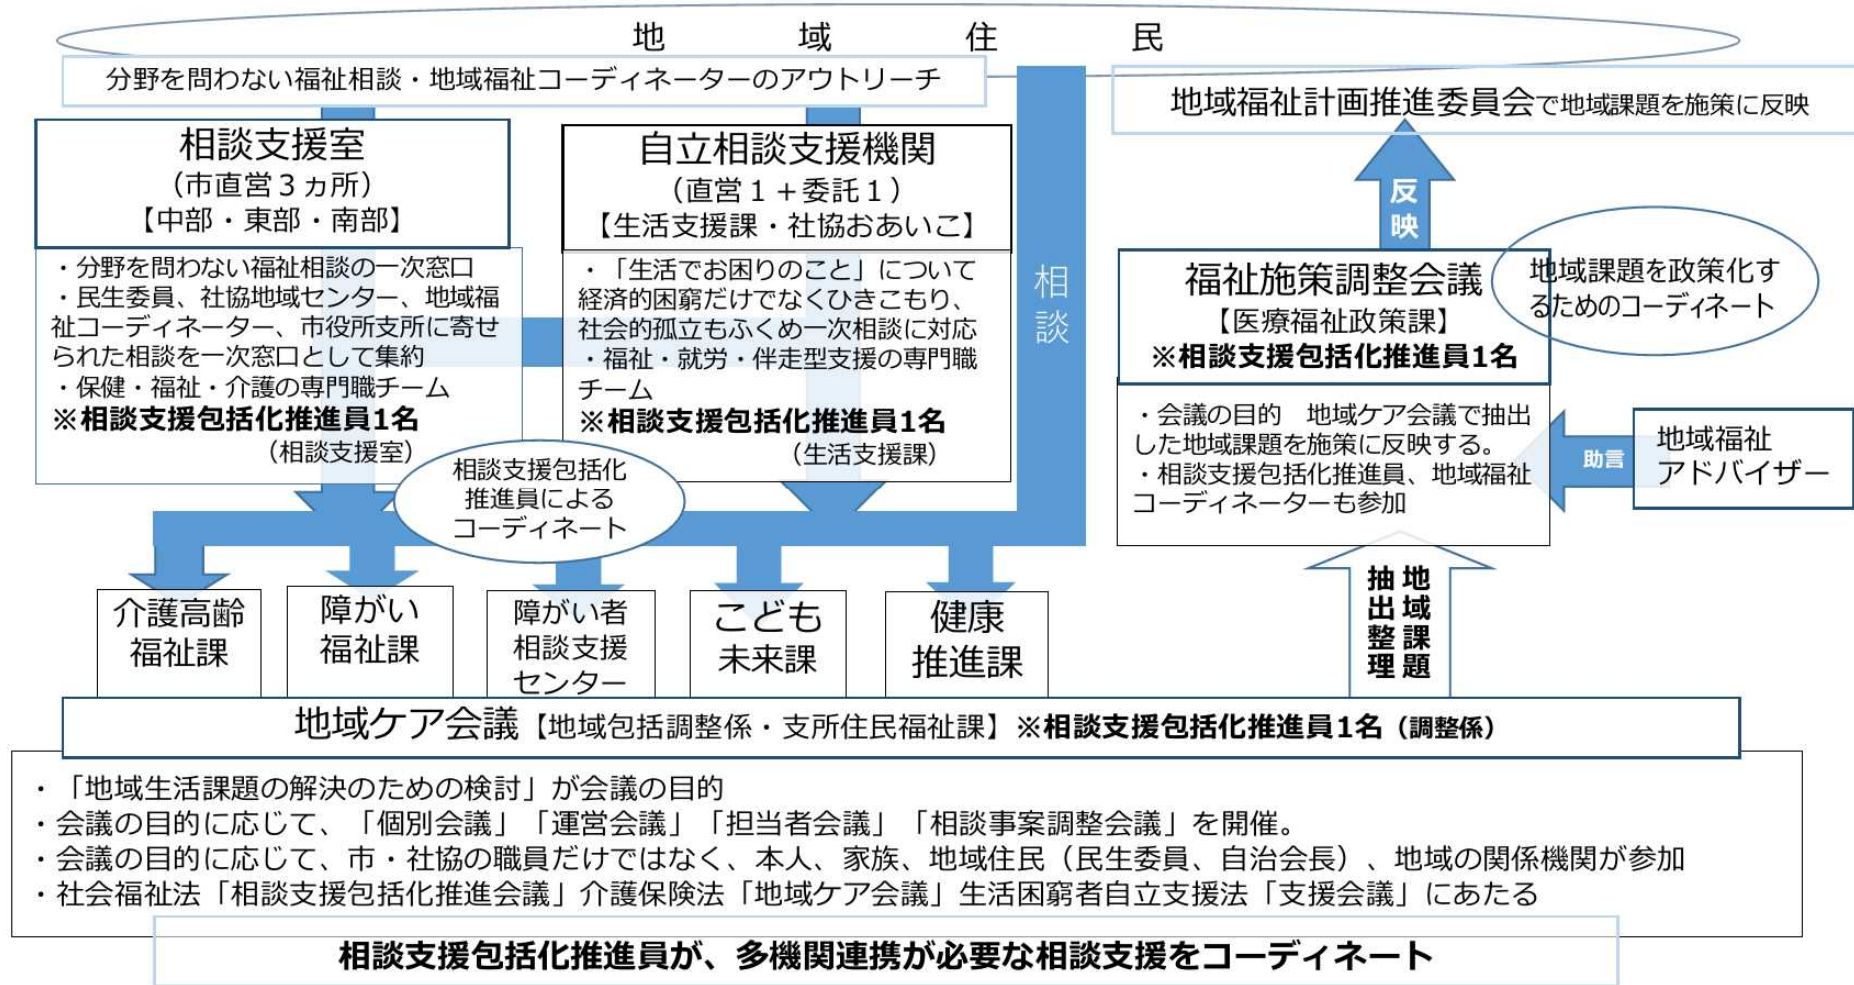 地域住民
分野を問わない福祉相談・地域福祉コーディネーターのアウトリーチ
相談支援室
（市直営３ヵ所）
【中部・東部・南部】
・分野を問わない福祉相談の一次窓口
・民生委員、社協地域センター、地域福
祉コーディネーター、市役所支所に寄せ
られた相談を一次窓口として集約
・保健・福祉・介護の専門職チーム
※相談支援包括化推進員1名
（相談支援室）
自立相談支援機関
（直営１＋委託１）
【生活支援課・社協おあいこ】
・「生活でお困りのこと」について
経済的困窮だけでなくひきこもり、
社会的孤立もふくめ一次相談に対応
・福祉・就労・伴走型支援の専門職
チーム
※相談支援包括化推進員1名
（生活支援課）
相談
相談支援包括化
推進員による
コーディネート
地域福祉計画推進委員会で地域課題を施策に反映
反映
福祉施策調整会議
【医療福祉政策課】
※相談支援包括化推進員1名
地域課題を政策化す
るためのコーディネート
・会議の目的　地域ケア会議で抽出
した地域課題を施策に反映する。
・相談支援包括化推進員、地域福祉
コーディネーターも参加
助言
地域福祉
アドバイザー
地域課題
抽出整理
介護高齢
福祉課
障がい
福祉課
障がい者
相談支援
センター
こども
未来課
健康
推進課
地域ケア会議【地域包括調整係・支所住民福祉課】※相談支援包括化推進員1名（調整係）
・「地域生活課題の解決のための検討」が会議の目的
・会議の目的に応じて、「個別会議」「運営会議」「担当者会議」「相談事案調整会議」を開催。
・会議の目的に応じて、市・社協の職員だけではなく、本人、家族、地域住民（民生委員、自治会長）、地域の関係機関が参加
・社会福祉法「相談支援包括化推進会議」介護保険法「地域ケア会議」生活困窮者自立支援法「支援会議」にあたる
相談支援包括化推進員が、多機関連携が必要な相談支援をコーディネート